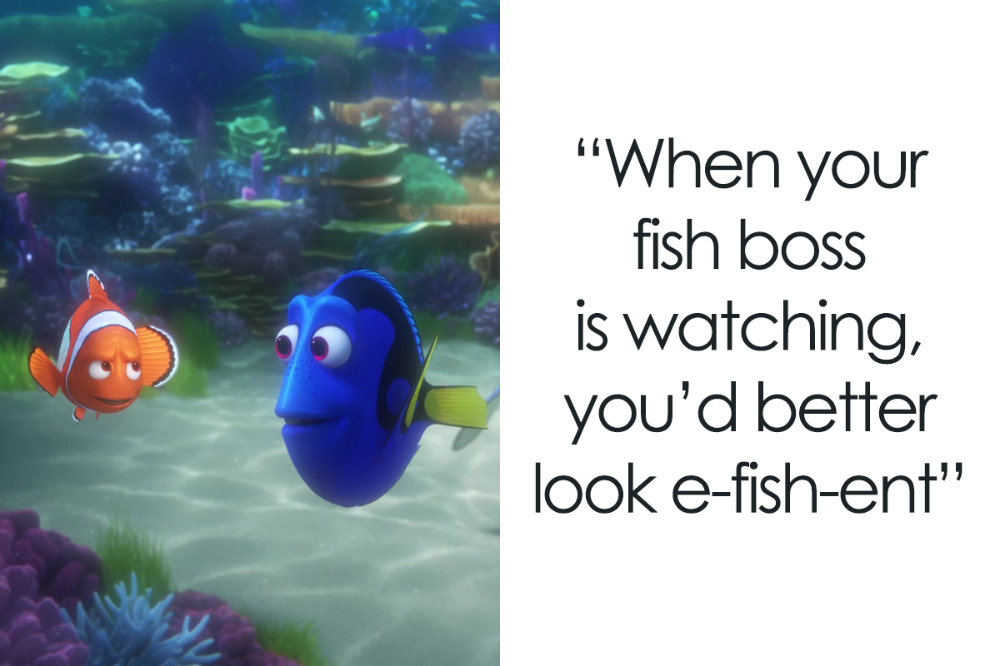 “When your
fish boss
is watching,
you’d better
look e-fish-ent”